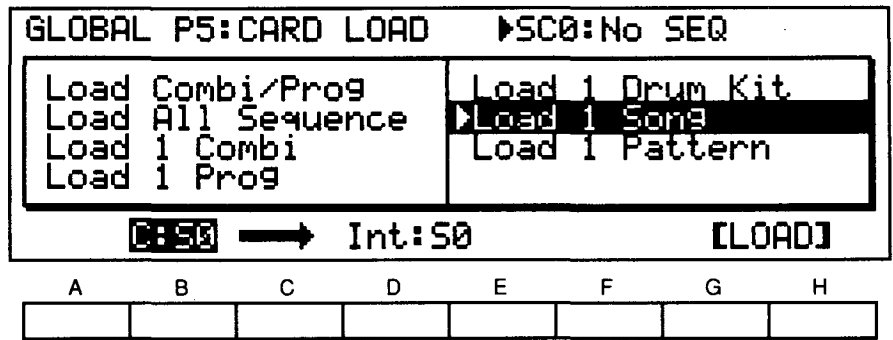 GLOBAL P5:CARD LOAD ▶SC0:No SEQ
Load Combi/Prog
Load All Sequence
Load 1 Combi
Load 1 Prog
Load 1 Drum Kit
▶Load 1 Song
Load 1 Pattern
C:S0 → Int:S0 [LOAD]
A B C D E F G H